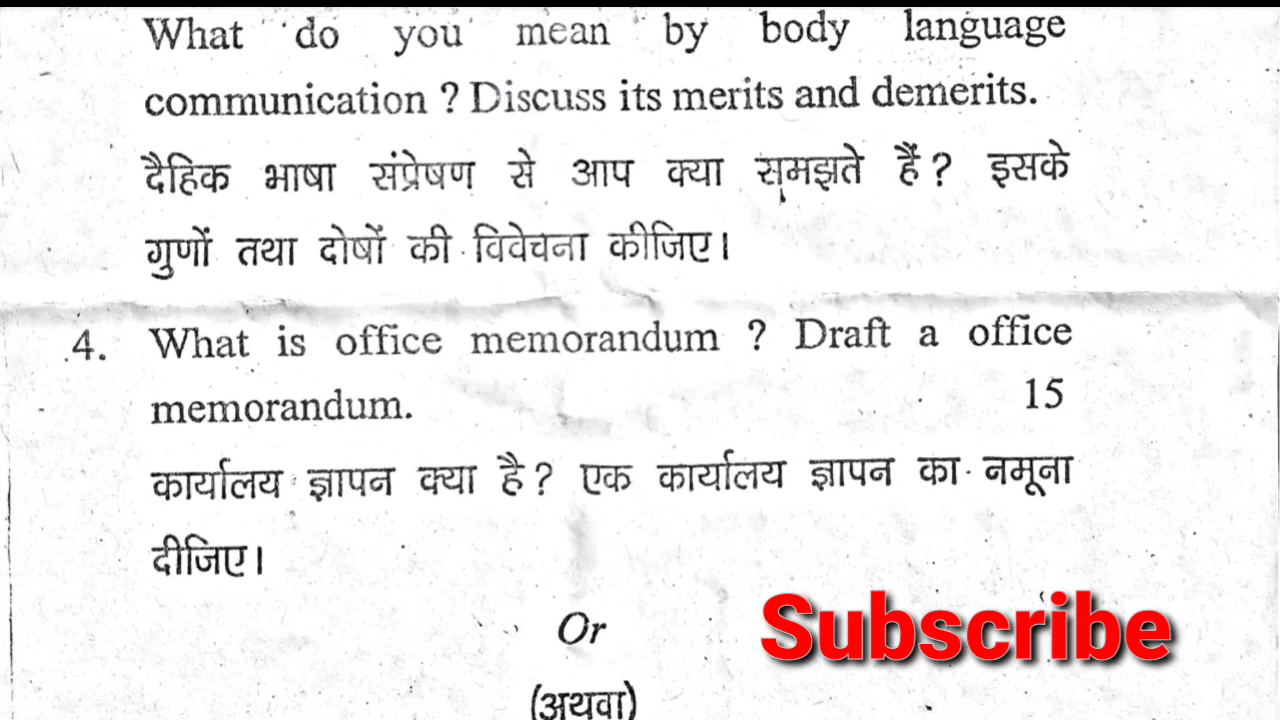 What do you mean by body language
communication ? Discuss its merits and demerits.
दैहिक भाषा संप्रेषण से आप क्या समझते हैं ? इसके
गुणों तथा दोषों की विवेचना कीजिए।
4. What is office memorandum ? Draft a office
memorandum. 15
कार्यालय ज्ञापन क्या है ? एक कार्यालय ज्ञापन का नमूना
दीजिए।
Or
Subscribe
(अथवा)